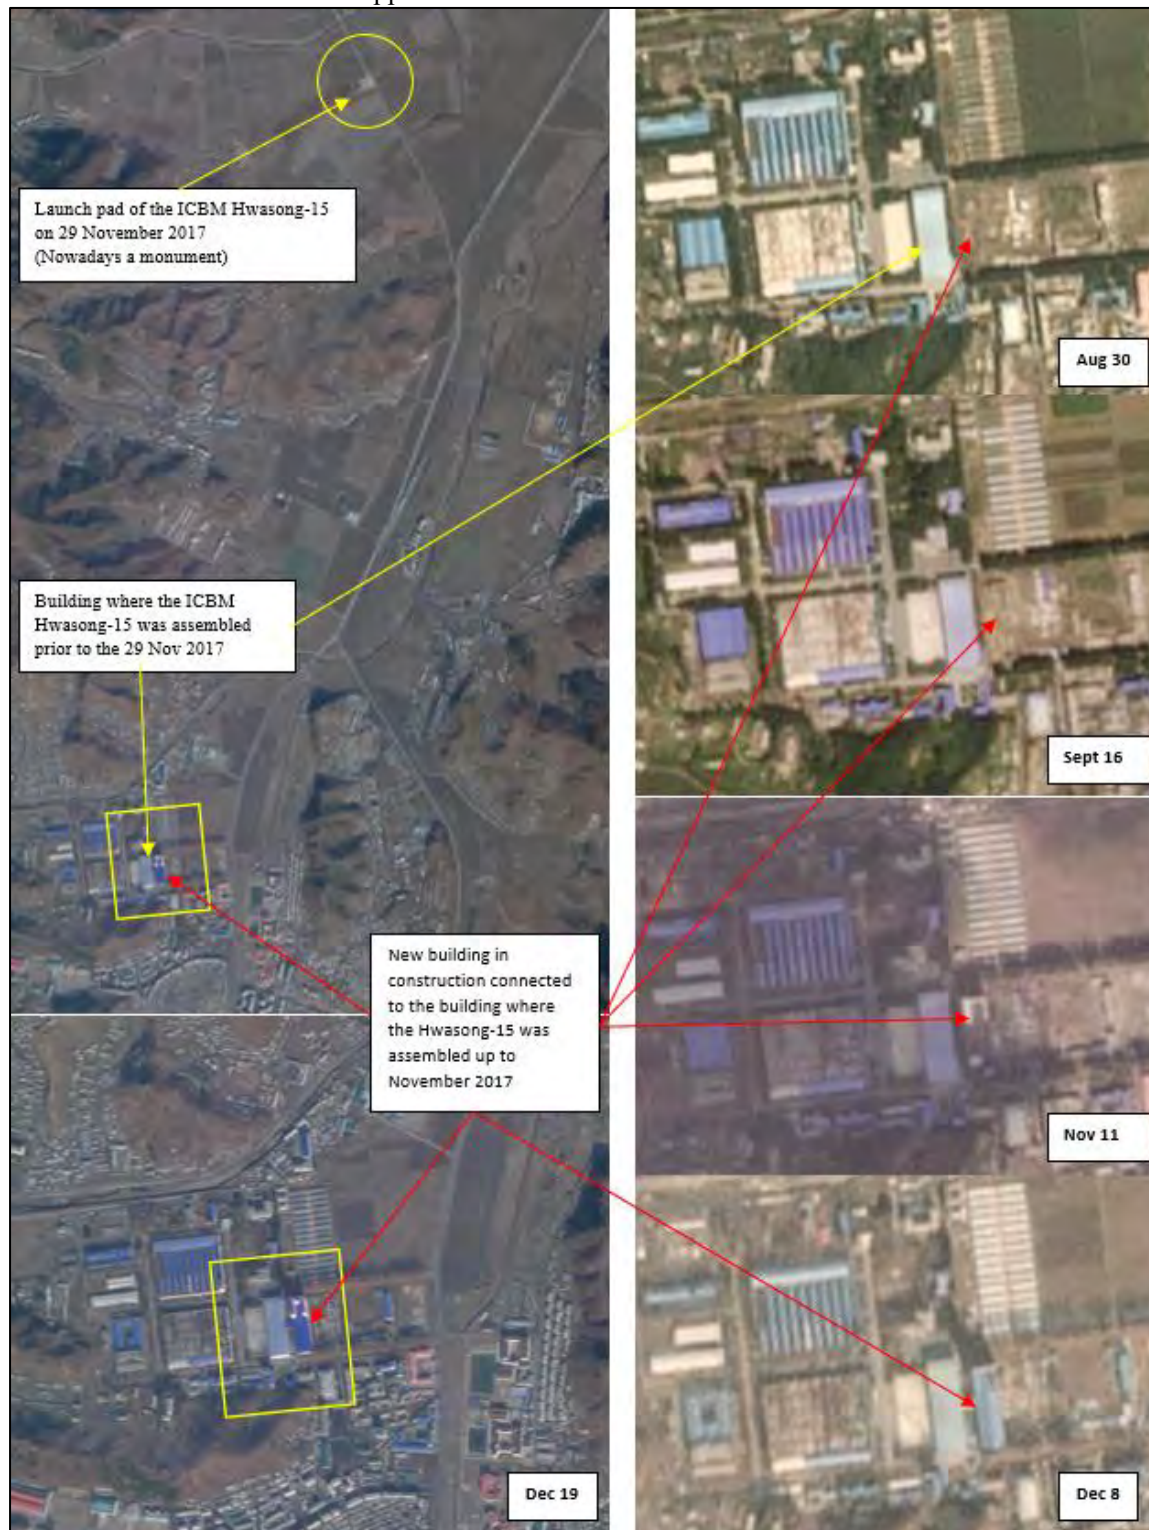 Launch pad of the ICBM Hwasong-15
on 29 November 2017
(Nowadays a monument)
Aug 30
Building where the ICBM
Hwasong-15 was assembled
prior to the 29 Nov 2017
Sept 16
New building in
construction connected
to the building where
the Hwasong-15 was
assembled up to
November 2017
Nov 11
Dec 19
Dec 8